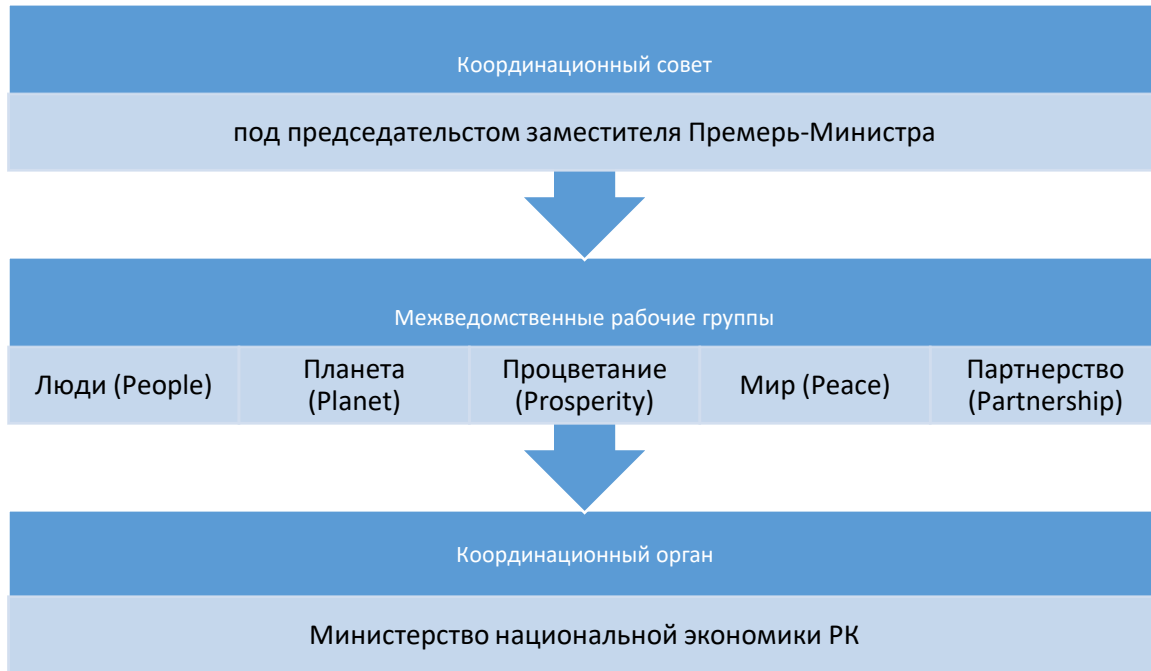 Координационный совет
под председательстом заместителя Премерь-Министра
Межведомственные рабочие группы
Люди (People)
Планета
(Planet)
Процветание
(Prosperity)
Мир (Peace)
Партнерство
(Partnership)
Координационный орган
Министерство национальной экономики РК